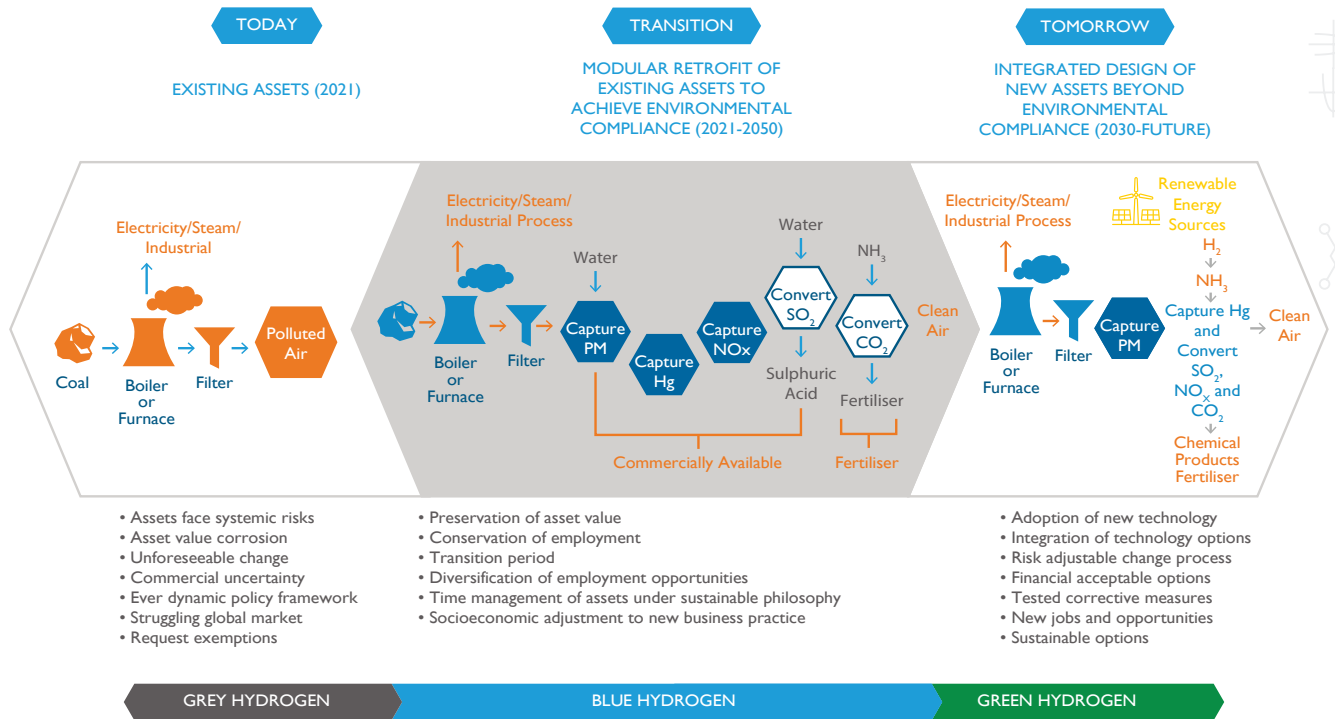 TODAY
EXISTING ASSETS (2021)
TRANSITION
MODULAR RETROFIT OF
EXISTING ASSETS TO
ACHIEVE ENVIRONMENTAL
COMPLIANCE (2021-2050)
TOMORROW
INTEGRATED DESIGN OF
NEW ASSETS BEYOND
ENVIRONMENTAL
COMPLIANCE (2030-FUTURE)
Electricity/Steam/
Industrial
Coal
Boiler
or
Furnace
Filter
Polluted
Air
Electricity/Steam/
Industrial Process
Boiler
or
Furnace
Filter
Water
Capture
PM
Capture
Hg
Capture
NOx
Water
Convert
SO₂
Sulphuric
Acid
NH₃
Convert
CO₂
Fertiliser
Clean
Air
Commercially Available
Fertiliser
Electricity/Steam/
Industrial Process
Boiler
or
Furnace
Filter
Capture
PM
Renewable
Energy
Sources
H₂
NH₃
Capture Hg
and
Convert
SO₂,
NOₓ and
CO₂
Chemical
Products
Fertiliser
Clean
Air
• Assets face systemic risks
• Asset value corrosion
• Unforeseeable change
• Commercial uncertainty
• Ever dynamic policy framework
• Struggling global market
• Request exemptions
• Preservation of asset value
• Conservation of employment
• Transition period
• Diversification of employment opportunities
• Time management of assets under sustainable philosophy
• Socioeconomic adjustment to new business practice
• Adoption of new technology
• Integration of technology options
• Risk adjustable change process
• Financial acceptable options
• Tested corrective measures
• New jobs and opportunities
• Sustainable options
GREY HYDROGEN
BLUE HYDROGEN
GREEN HYDROGEN